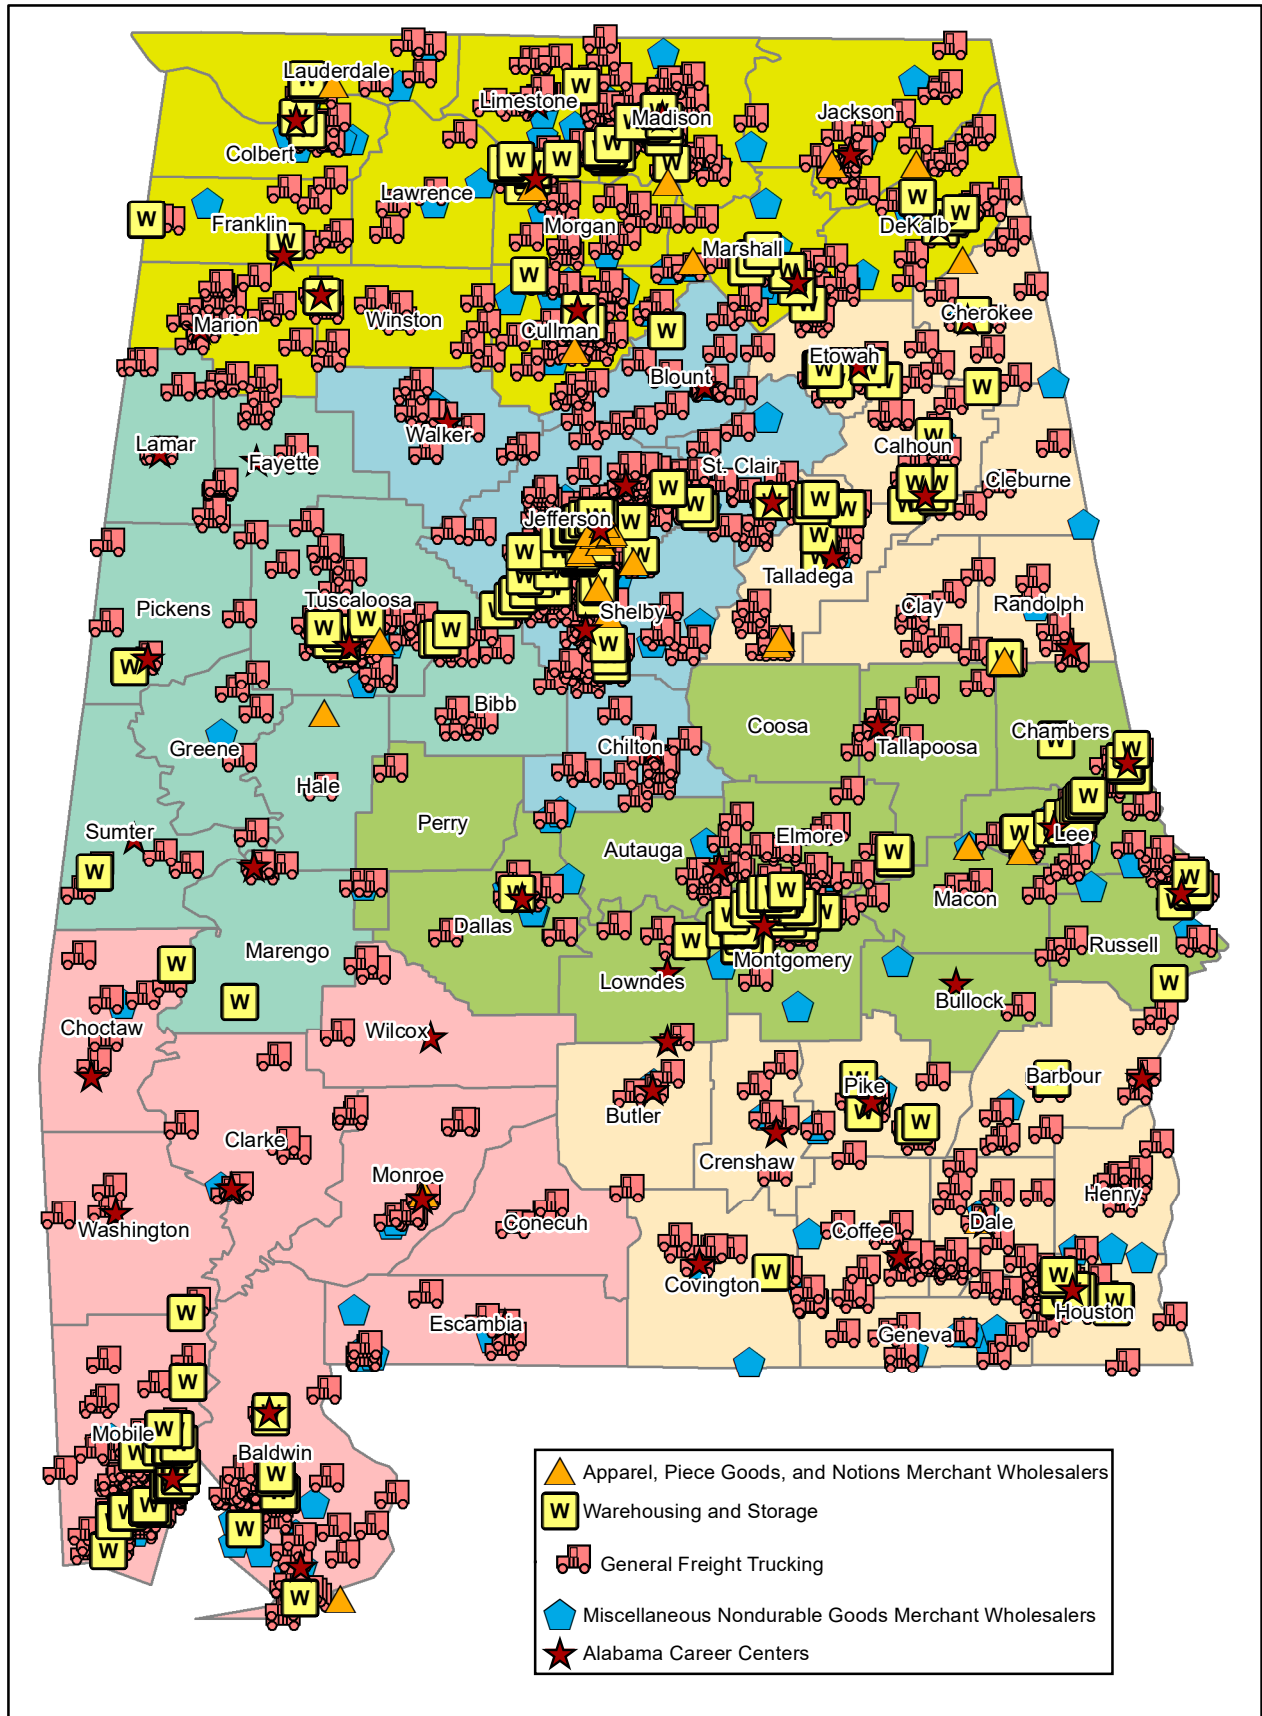 Lauderdale
Limestone
Madison
Jackson
Colbert
Lawrence
Franklin
Morgan
DeKalb
Marshall
Marion
Winston
Cullman
Cherokee
Etowah
Blount
Walker
Lamar
Fayette
St. Clair
Calhoun
Cleburne
Jefferson
Talladega
Pickens
Tuscaloosa
Shelby
Clay
Randolph
Bibb
Coosa
Tallapoosa
Chambers
Greene
Chilton
Hale
Perry
Sumter
Autauga
Elmore
Lee
Macon
Dallas
Marengo
Montgomery
Russell
Lowndes
Bullock
Choctaw
Wilcox
Butler
Pike
Barbour
Clarke
Crenshaw
Monroe
Henry
Washington
Conecuh
Coffee
Dale
Covington
Escambia
Geneva
Houston
Mobile
Baldwin
Apparel, Piece Goods, and Notions Merchant Wholesalers
W Warehousing and Storage
General Freight Trucking
Miscellaneous Nondurable Goods Merchant Wholesalers
Alabama Career Centers